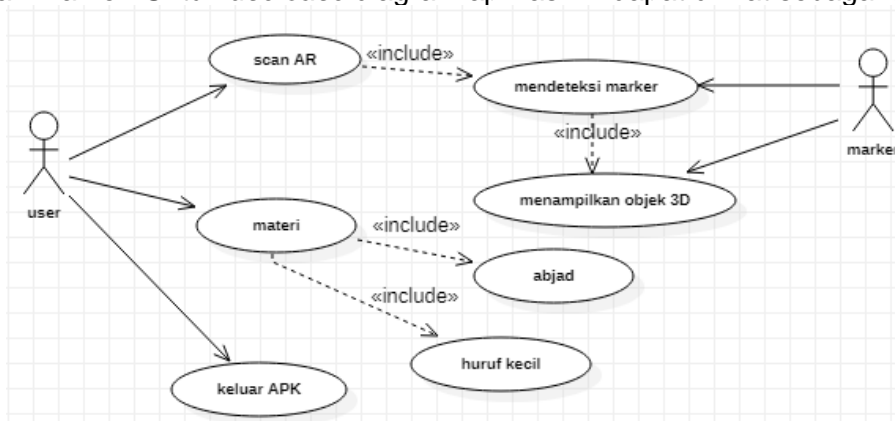 scan AR
«include»
mendeteksi marker
«include»
marker
user
menampilkan objek 3D
materi
«include»
abjad
«include»
huruf kecil
keluar APK